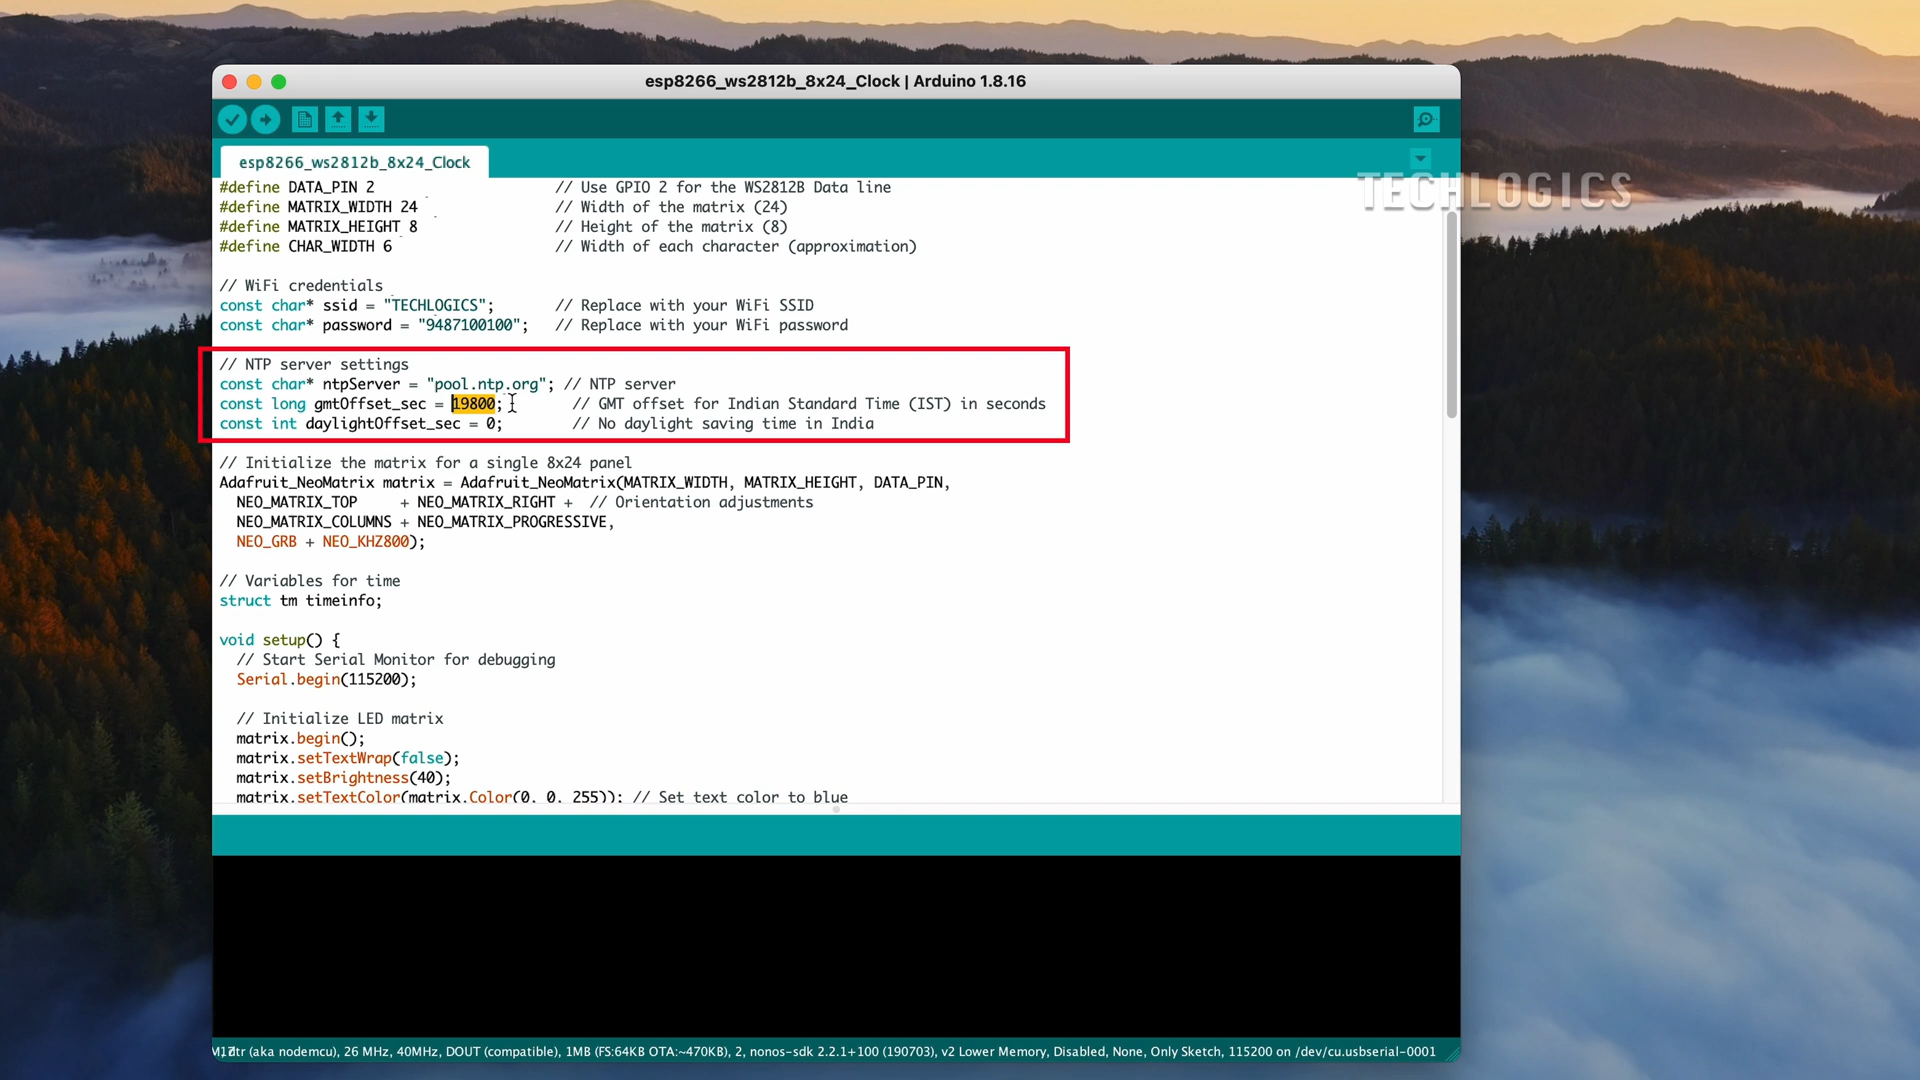 esp8266_ws2812b_8x24_Clock | Arduino 1.8.16
esp8266_ws2812b_8x24_Clock
TECHLOGICS
#define DATA_PIN 2 // Use GPIO 2 for the WS2812B Data line
#define MATRIX_WIDTH 24 // Width of the matrix (24)
#define MATRIX_HEIGHT 8 // Height of the matrix (8)
#define CHAR_WIDTH 6 // Width of each character (approximation)
// WiFi credentials
const char* ssid = "TECHLOGICS"; // Replace with your WiFi SSID
const char* password = "9487100100"; // Replace with your WiFi password
// NTP server settings
const char* ntpServer = "pool.ntp.org"; // NTP server
const long gmtOffset_sec = 19800; // GMT offset for Indian Standard Time (IST) in seconds
const int daylightOffset_sec = 0; // No daylight saving time in India
// Initialize the matrix for a single 8x24 panel
Adafruit_NeoMatrix matrix = Adafruit_NeoMatrix(MATRIX_WIDTH, MATRIX_HEIGHT, DATA_PIN,
NEO_MATRIX_TOP + NEO_MATRIX_RIGHT + // Orientation adjustments
NEO_MATRIX_COLUMNS + NEO_MATRIX_PROGRESSIVE,
NEO_GRB + NEO_KHZ800);
// Variables for time
struct tm timeinfo;
void setup() {
// Start Serial Monitor for debugging
Serial.begin(115200);
// Initialize LED matrix
matrix.begin();
matrix.setTextWrap(false);
matrix.setBrightness(40);
matrix.setTextColor(matrix.Color(0, 0, 255)); // Set text color to blue
(aka nodemcu), 26 MHz, 40MHz, DOUT (compatible), 1MB (FS:64KB OTA:~470KB), 2, nonos-sdk 2.2.1+100 (190703), v2 Lower Memory, Disabled, None, Only Sketch, 115200 on /dev/cu.usbserial-0001